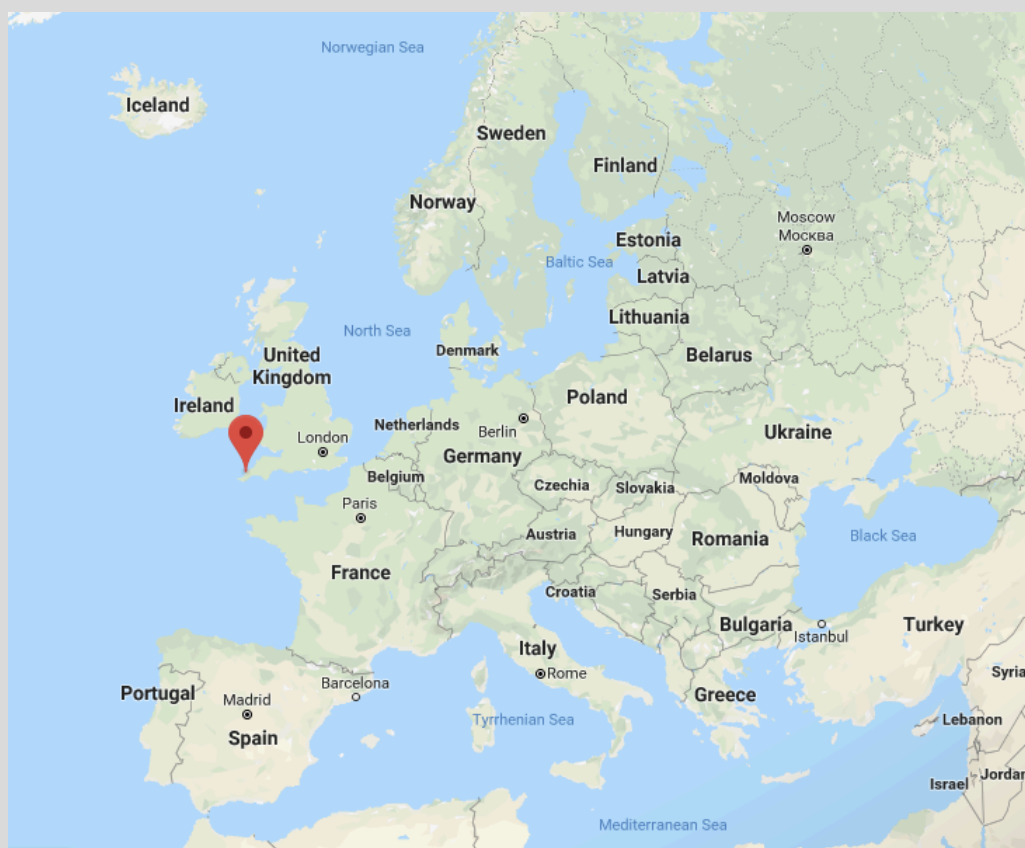 Norwegian Sea
Iceland
Sweden
Finland
Norway
Moscow
Москва
Estonia
Baltic Sea
Latvia
Lithuania
North Sea
Denmark
United
Kingdom
Belarus
Ireland
Poland
Netherlands
Berlin
London
Ukraine
Germany
Belgium
Czechia
Slovakia
Moldova
Paris
Austria
Hungary
Romania
Black Sea
France
Croatia
Serbia
Bulgaria
Istanbul
Turkey
Italy
Rome
Syria
Barcelona
Portugal
Madrid
Greece
Tyrrhenian Sea
Lebanon
Spain
Israel
Jordan
Mediterranean Sea